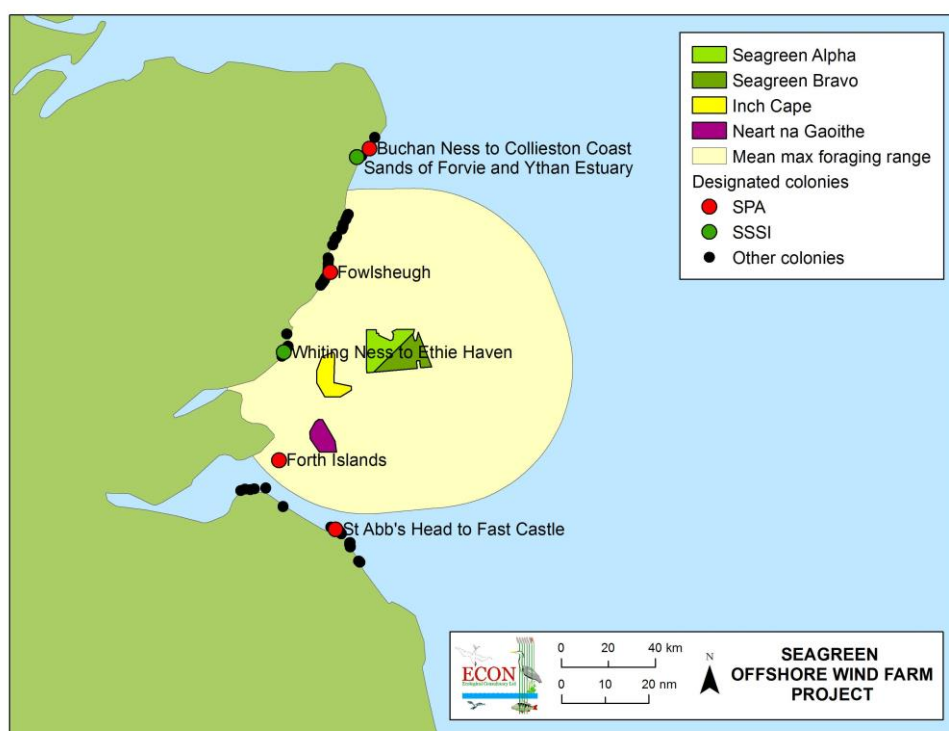 Seagreen Alpha
Seagreen Bravo
Inch Cape
Neart na Gaoithe
Mean max foraging range
Designated colonies
SPA
SSSI
Other colonies
Buchan Ness to Collieston Coast
Sands of Forvie and Ythan Estuary
Fowlsheugh
Whiting Ness to Ethie Haven
Forth Islands
St Abb's Head to Fast Castle
ECON
Ecological Consultancy Ltd
0 20 40 km
0 10 20 nm
N
SEAGREEN
OFFSHORE WIND FARM
PROJECT